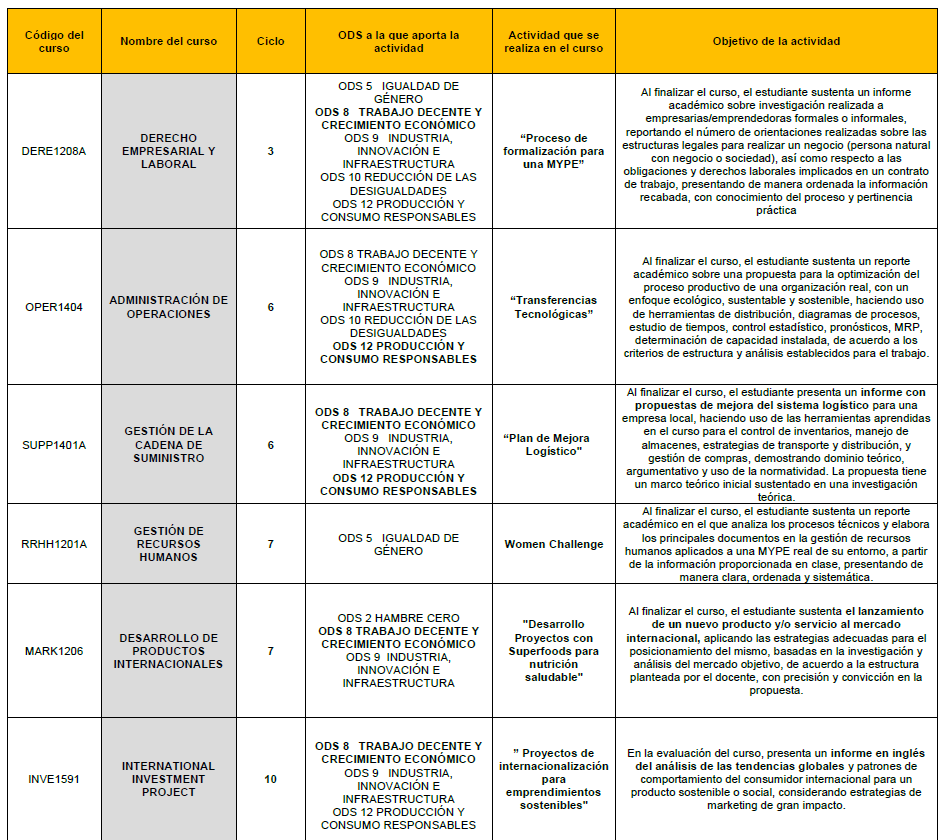 Código del
curso
Nombre del curso
Ciclo
ODS a la que aporta la
actividad
Actividad que se
realiza en el curso
Objetivo de la actividad
DERE1208A
DERECHO
EMPRESARIAL Y
LABORAL
3
ODS 5 IGUALDAD DE
GÉNERO
ODS 8 TRABAJO DECENTE Y
CRECIMIENTO ECONÓMICO
ODS 9 INDUSTRIA,
INNOVACIÓN E
INFRAESTRUCTURA
ODS 10 REDUCCIÓN DE LAS
DESIGUALDADES
ODS 12 PRODUCCIÓN Y
CONSUMO RESPONSABLES
“Proceso de
formalización para
una MYPE”
Al finalizar el curso, el estudiante sustenta un informe
académico sobre investigación realizada a
empresarias/emprendedoras formales o informales,
reportando el número de orientaciones realizadas sobre las
estructuras legales para realizar un negocio (persona natural
con negocio o sociedad), así como respecto a las
obligaciones y derechos laborales implicados en un contrato
de trabajo, presentando de manera ordenada la información
recabada, con conocimiento del proceso y pertinencia
práctica
OPER1404
ADMINISTRACIÓN DE
OPERACIONES
6
ODS 8 TRABAJO DECENTE Y
CRECIMIENTO ECONÓMICO
ODS 9 INDUSTRIA,
INNOVACIÓN E
INFRAESTRUCTURA
ODS 10 REDUCCIÓN DE LAS
DESIGUALDADES
ODS 12 PRODUCCIÓN Y
CONSUMO RESPONSABLES
“Transferencias
Tecnológicas”
Al finalizar el curso, el estudiante sustenta un reporte
académico sobre una propuesta para la optimización del
proceso productivo de una organización real, con un
enfoque ecológico, sustentable y sostenible, haciendo uso
de herramientas de distribución, diagramas de procesos,
estudio de tiempos, control estadístico, pronósticos, MRP,
determinación de capacidad instalada, de acuerdo a los
criterios de estructura y análisis establecidos para el trabajo.
SUPP1401A
GESTIÓN DE LA
CADENA DE
SUMINISTRO
6
ODS 8 TRABAJO DECENTE Y
CRECIMIENTO ECONÓMICO
ODS 9 INDUSTRIA,
INNOVACIÓN E
INFRAESTRUCTURA
ODS 12 PRODUCCIÓN Y
CONSUMO RESPONSABLES
“Plan de Mejora
Logístico"
Al finalizar el curso, el estudiante presenta un informe con
propuestas de mejora del sistema logístico para una
empresa local, haciendo uso de las herramientas aprendidas
en el curso para el control de inventarios, manejo de
almacenes, estrategias de transporte y distribución, y
gestión de compras, demostrando dominio teórico,
argumentativo y uso de la normatividad. La propuesta tiene
un marco teórico inicial sustentado en una investigación
teórica.
RRHH1201A
GESTIÓN DE
RECURSOS
HUMANOS
7
ODS 5 IGUALDAD DE
GÉNERO
Women Challenge
Al finalizar el curso, el estudiante sustenta un reporte
académico en el que analiza los procesos técnicos y elabora
los principales documentos en la gestión de recursos
humanos aplicados a una MYPE real de su entorno, a partir
de la información proporcionada en clase, presentando de
manera clara, ordenada y sistemática.
MARK1206
DESARROLLO DE
PRODUCTOS
INTERNACIONALES
7
ODS 2 HAMBRE CERO
ODS 8 TRABAJO DECENTE Y
CRECIMIENTO ECONÓMICO
ODS 9 INDUSTRIA,
INNOVACIÓN E
INFRAESTRUCTURA
"Desarrollo
Proyectos con
Superfoods para
nutrición
saludable"
Al finalizar el curso, el estudiante sustenta el lanzamiento
de un nuevo producto y/o servicio al mercado
internacional, aplicando las estrategias adecuadas para el
posicionamiento del mismo, basadas en la investigación y
análisis del mercado objetivo, de acuerdo a la estructura
planteada por el docente, con precisión y convicción en la
propuesta.
INVE1591
INTERNATIONAL
INVESTMENT
PROJECT
10
ODS 8 TRABAJO DECENTE Y
CRECIMIENTO ECONÓMICO
ODS 9 INDUSTRIA,
INNOVACIÓN E
INFRAESTRUCTURA
ODS 12 PRODUCCIÓN Y
CONSUMO RESPONSABLES
” Proyectos de
internacionalización
para
emprendimientos
sostenibles"
En la evaluación del curso, presenta un informe en inglés
del análisis de las tendencias globales y patrones de
comportamiento del consumidor internacional para un
producto sostenible o social, considerando estrategias de
marketing de gran impacto.